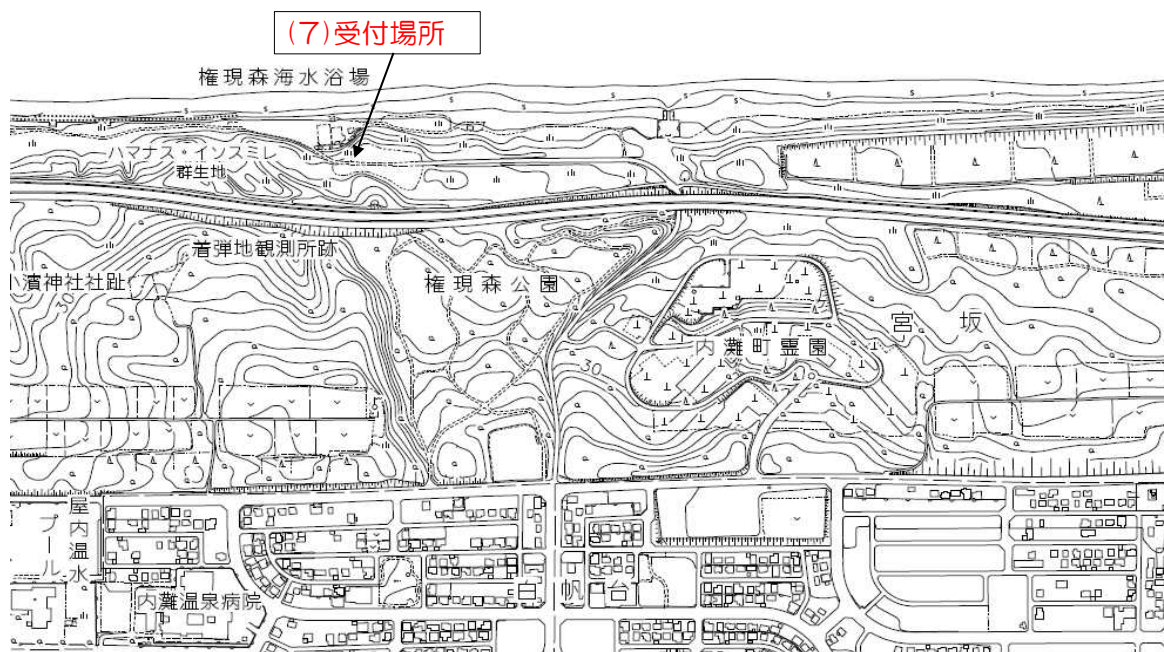 (7)受付場所
権現森海水浴場
ハマナス・イソスミレ
群生地
着弾地観測所跡
小濱神社社趾
権現森公園
宮坂
内灘町霊園
30
屋内温水
プール
内灘温泉病院
白帆台